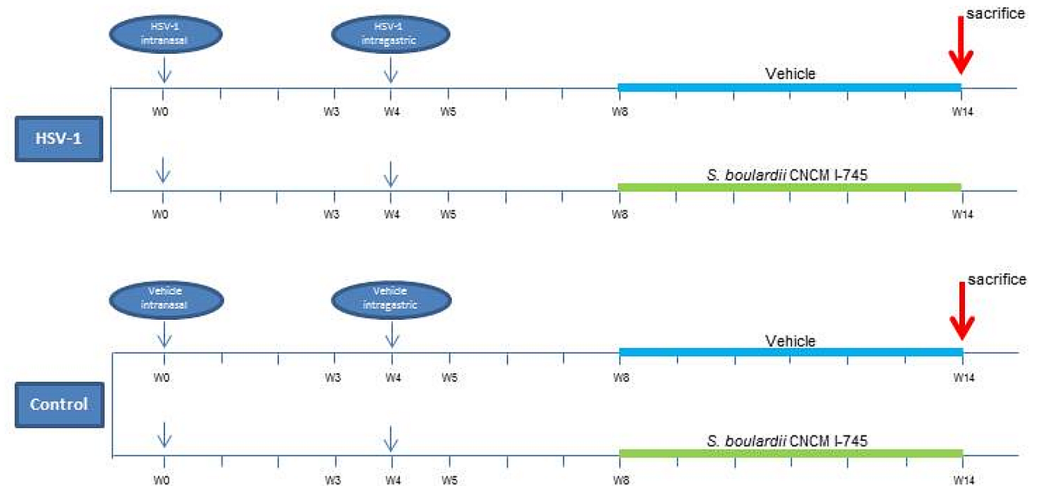 HSV-1
intranasal
HSV-1
intragastric
sacrifice
Vehicle
W0 W3 W4 W5 W8 W14
HSV-1
S. boulardii CNCM I-745
W0 W3 W4 W5 W8 W14
Vehicle
intranasal
Vehicle
intragastric
sacrifice
Vehicle
W0 W3 W4 W5 W8 W14
Control
S. boulardii CNCM I-745
W0 W3 W4 W5 W8 W14